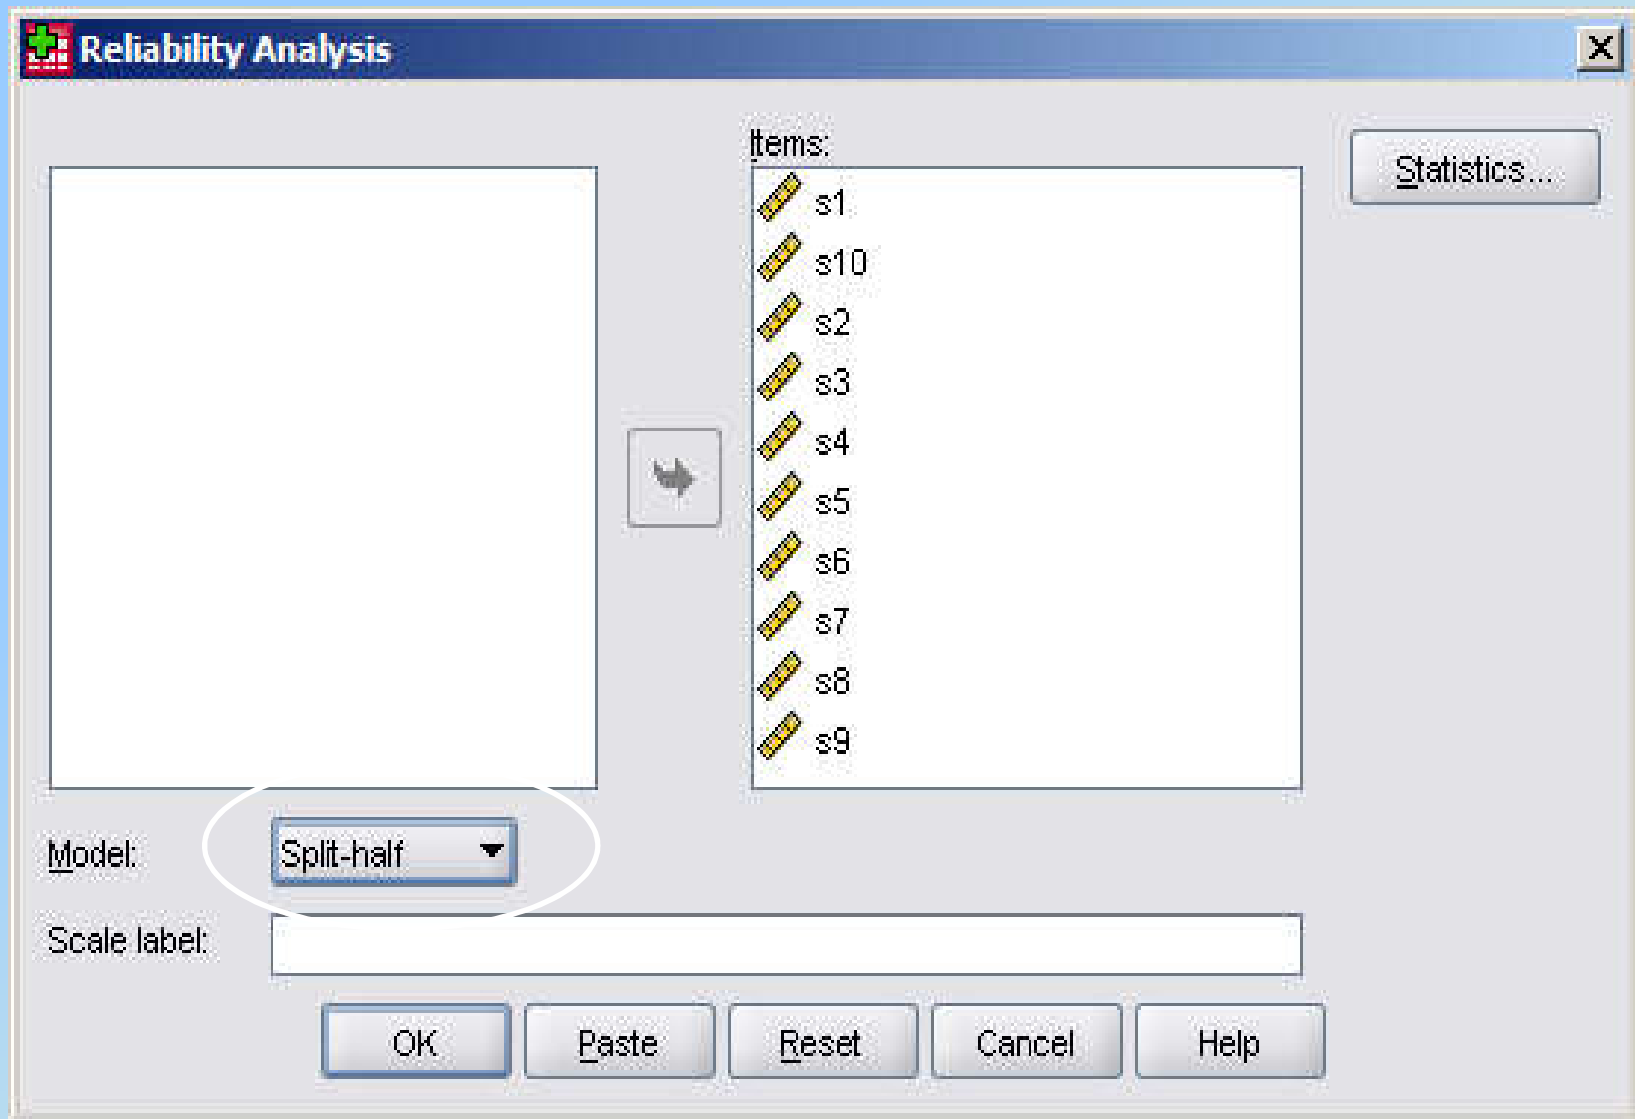 Reliability Analysis
Items:
Statistics...
s1
s10
s2
s3
s4
s5
s6
s7
s8
s9
Model:
Split-half
Scale label:
OK
Paste
Reset
Cancel
Help